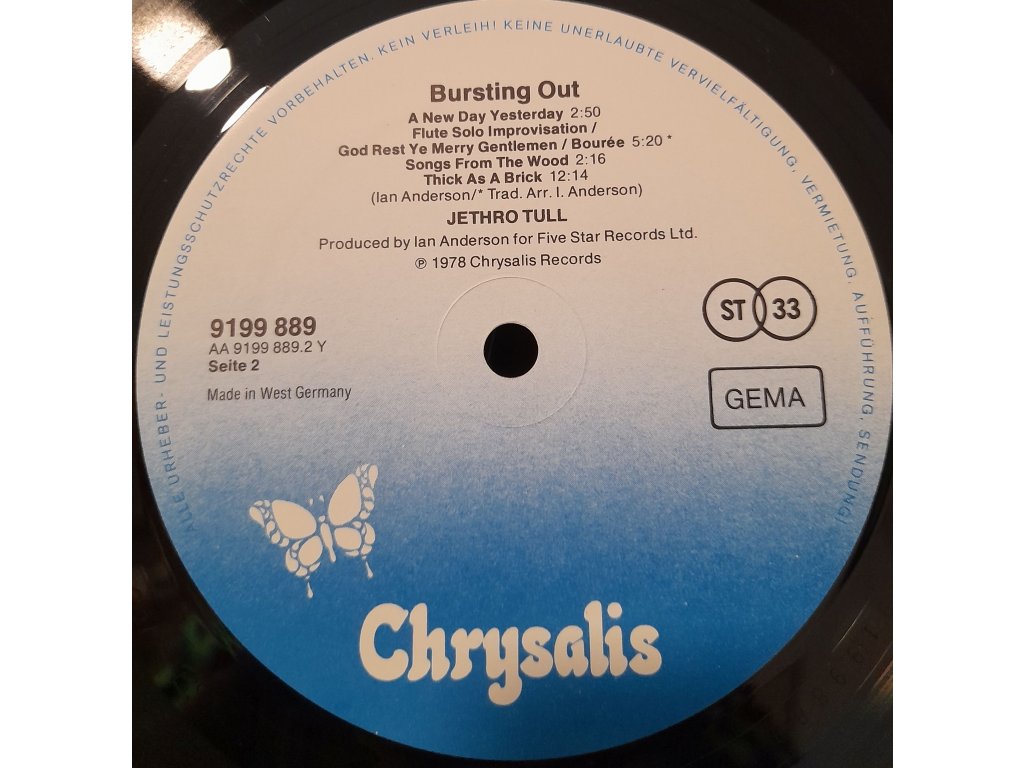 ALLE URHEBER- UND LEISTUNGSSCHUTZRECHTE VORBEHALTEN. KEIN VERLEIH! KEINE UNERLAUBTE VERVIELFÄLTIGUNG, VERMIETUNG, AUFFÜHRUNG, SENDUNG!
Bursting Out
A New Day Yesterday 2:50
Flute Solo Improvisation /
God Rest Ye Merry Gentlemen / Bourée 5:20 *
Songs From The Wood 2:16
Thick As A Brick 12:14
(Ian Anderson/* Trad. Arr. I. Anderson)
JETHRO TULL
Produced by Ian Anderson for Five Star Records Ltd.
℗ 1978 Chrysalis Records
9199 889
AA 9199 889.2 Y
Seite 2
Made in West Germany
ST 33
GEMA
Chrysalis